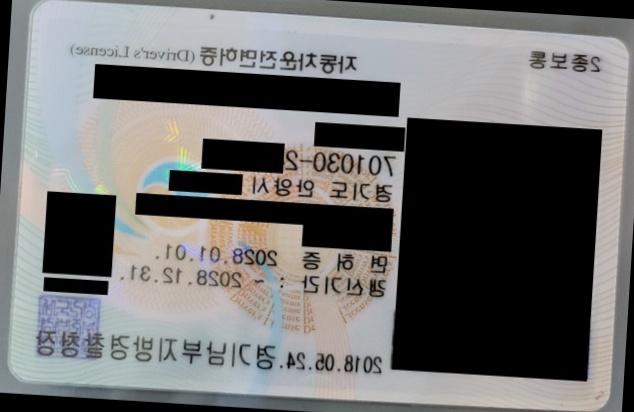 2종보통 자동차운전면허증 (Driver's License)
701030-2
경기도 안양시
면 허 증 2028.01.01.
갱신기간 : ~ 2028.12.31.
2018.05.24. 경기남부지방경찰청장